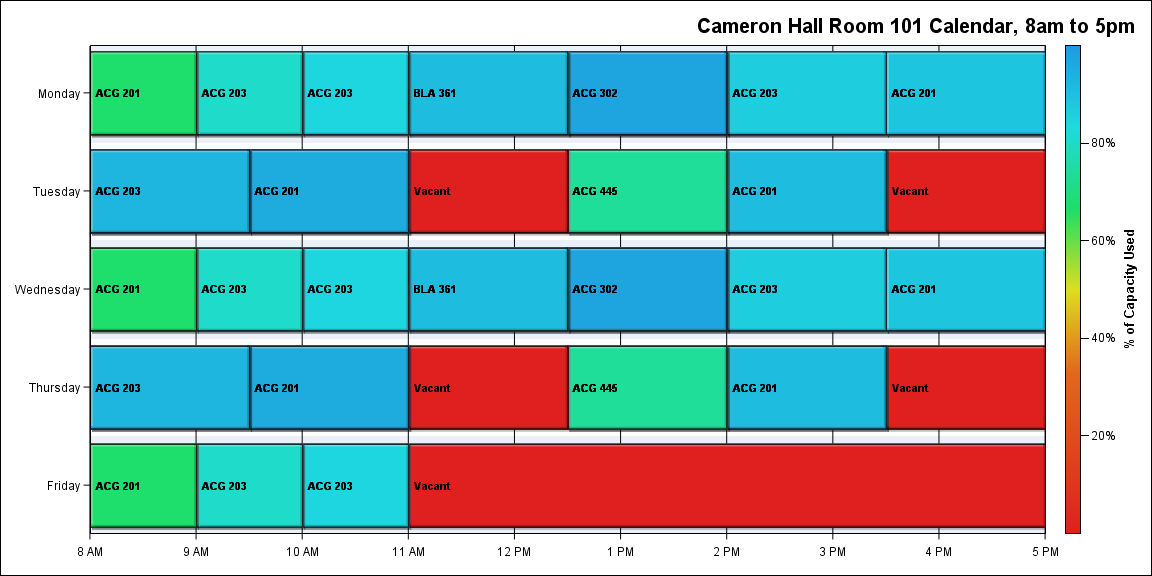 Cameron Hall Room 101 Calendar, 8am to 5pm
Monday ACG 201 ACG 203 ACG 203 BLA 361 ACG 302 ACG 203 ACG 201
Tuesday ACG 203 ACG 201 Vacant ACG 445 ACG 201 Vacant
Wednesday ACG 201 ACG 203 ACG 203 BLA 361 ACG 302 ACG 203 ACG 201
Thursday ACG 203 ACG 201 Vacant ACG 445 ACG 201 Vacant
Friday ACG 201 ACG 203 ACG 203 Vacant
8 AM 9 AM 10 AM 11 AM 12 PM 1 PM 2 PM 3 PM 4 PM 5 PM
80%
60%
40%
20%
% of Capacity Used